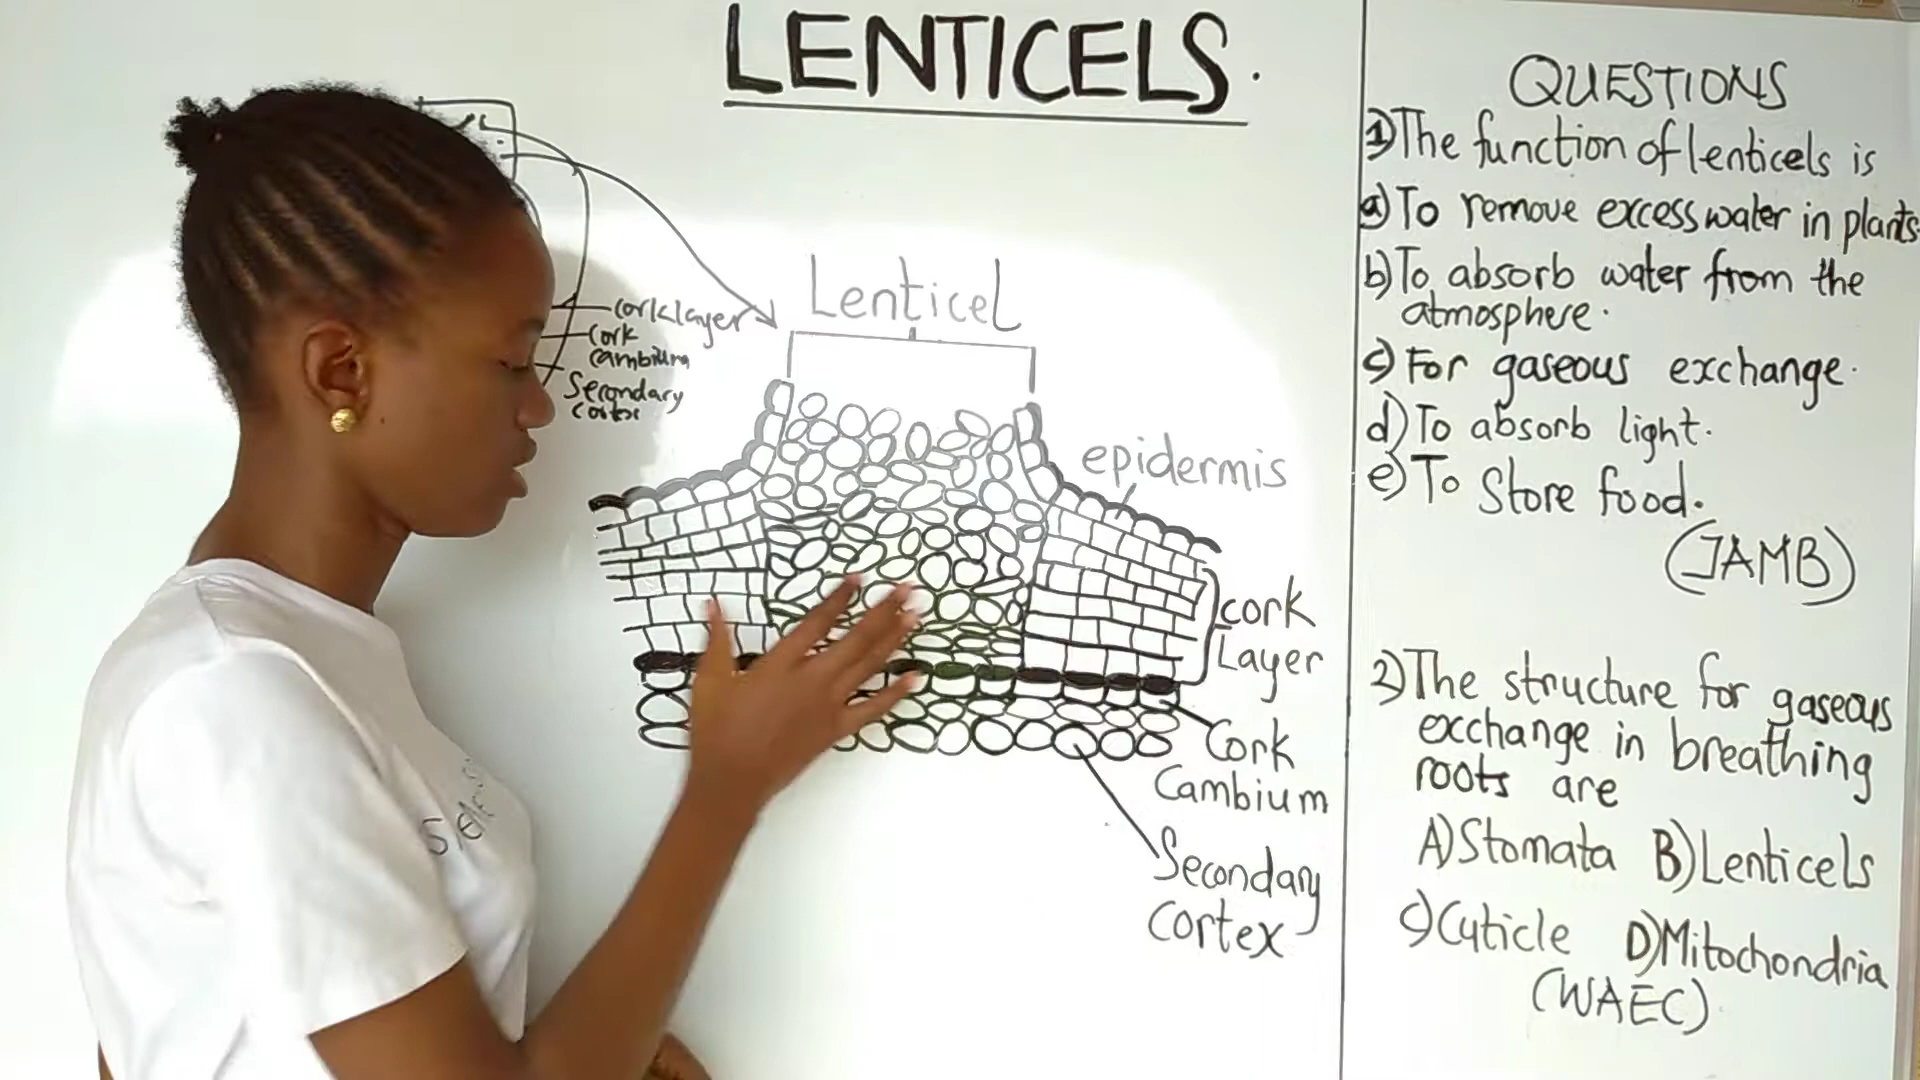 LENTICELS.
cork layer
Cork
cambium
Secondary
cortex
Lenticel
epidermis
cork
Layer
Cork
Cambium
Secondary
cortex
QUESTIONS
1) The function of lenticels is
a) To remove excess water in plants.
b) To absorb water from the
atmosphere.
c) For gaseous exchange.
d) To absorb light.
e) To Store food.
(JAMB)
2) The structure for gaseous
exchange in breathing
roots are
A) Stomata B) Lenticels
C) Cuticle D) Mitochondria
(WAEC)